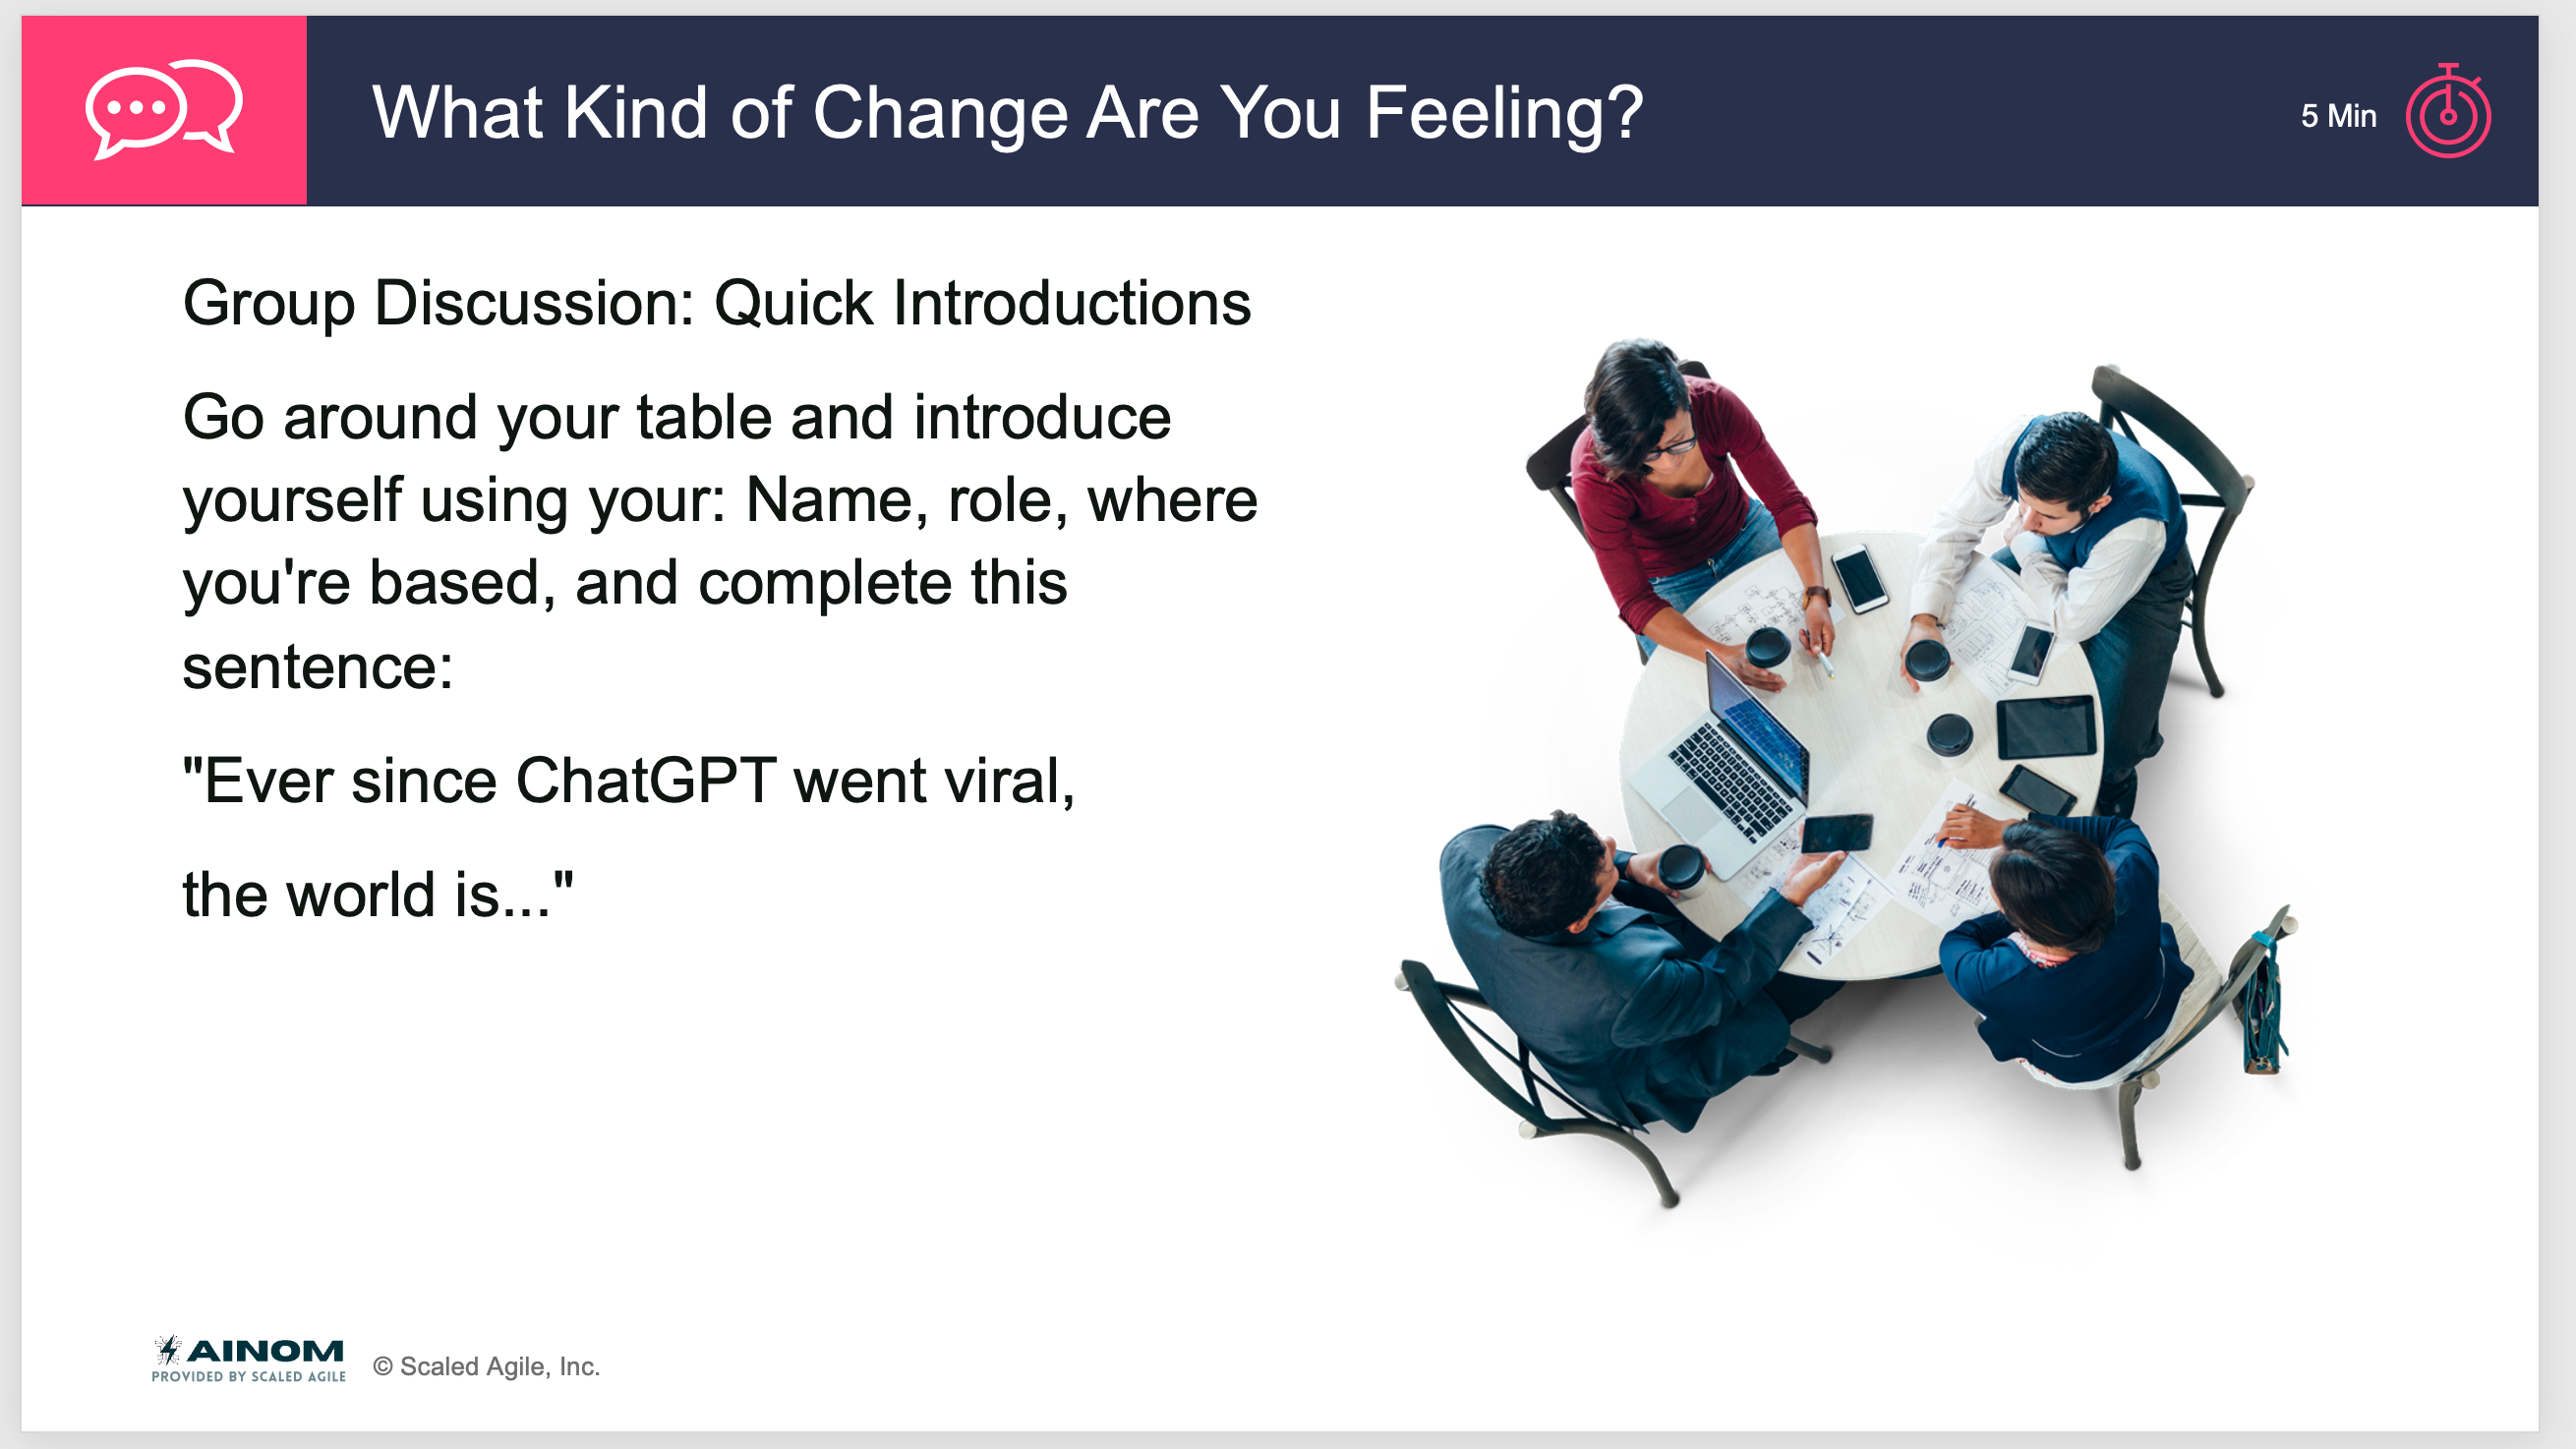 What Kind of Change Are You Feeling?
5 Min
Group Discussion: Quick Introductions
Go around your table and introduce
yourself using your: Name, role, where
you're based, and complete this
sentence:
"Ever since ChatGPT went viral,
the world is..."
AINOM
PROVIDED BY SCALED AGILE
© Scaled Agile, Inc.